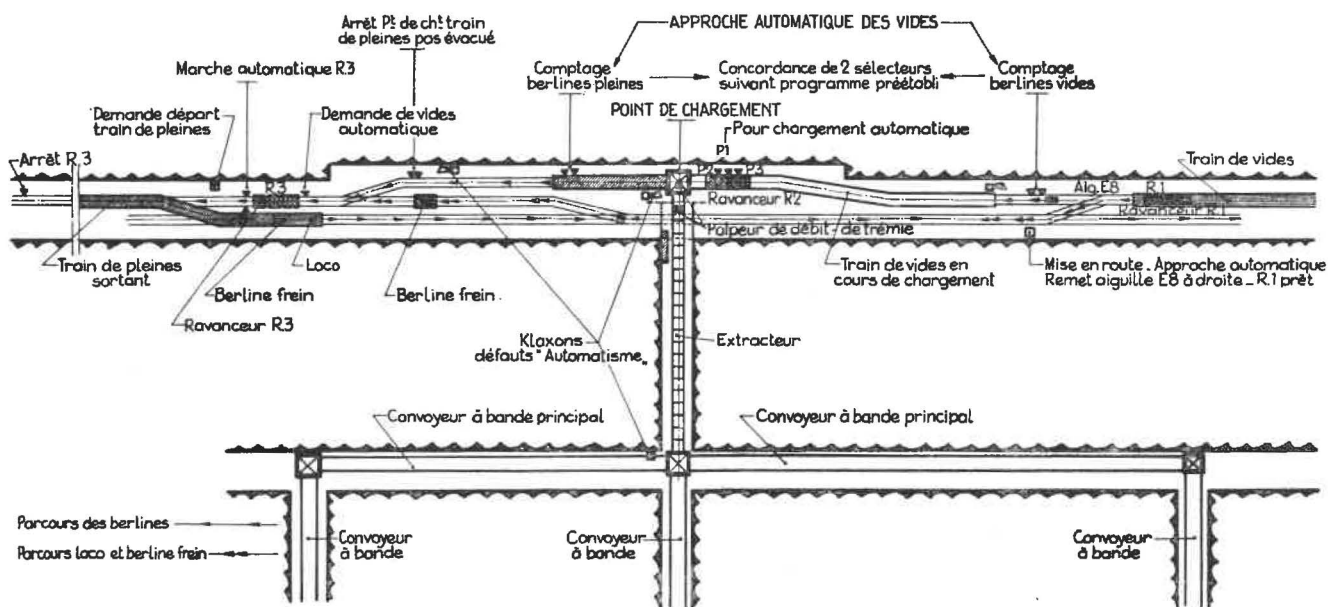 APPROCHE AUTOMATIQUE DES VIDES
Arrêt Pt de cht train
de pleines pas évacué
Marche automatique R.3
Comptage
berlines pleines
Concordance de 2 sélecteurs
suivant programme préétabli
Comptage
berlines vides
Demande départ
train de pleines
Demande de vides
automatique
POINT DE CHARGEMENT
Pour chargement automatique
P1
P2
P3
Arrêt R.3
R.3
Train de vides
Aig. E8
R.1
Ravanceur R2
Ravanceur R.1
Palpeur de débit - de trémie
Train de pleines
sortant
Loco
Berline frein
Berline frein
Ravanceur R.3
Train de vides en
cours de chargement
Mise en route _ Approche automatique
Remet aiguille E8 à droite _ R.1 prêt
Klaxons
défauts "Automatisme"
Extracteur
Convoyeur à bande principal
Convoyeur à bande principal
Parcours des berlines
Parcours loco et berline frein
Convoyeur
à bande
Convoyeur
à bande
Convoyeur
à bande